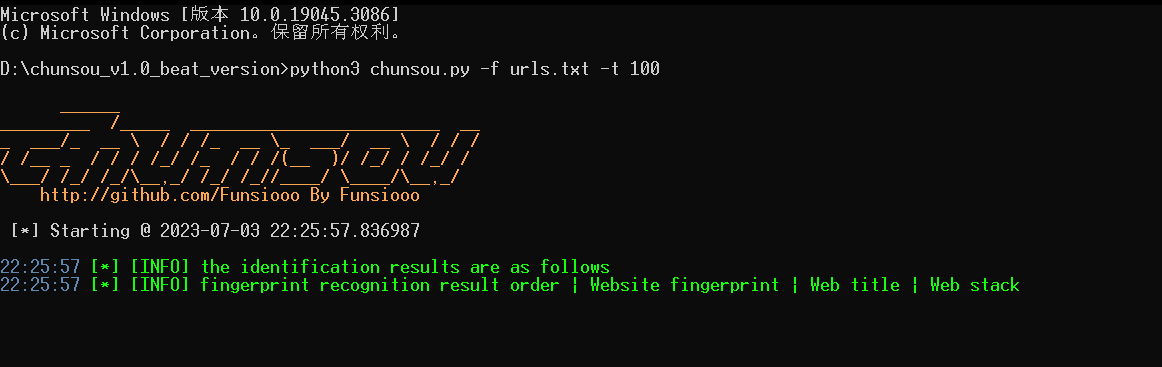 Microsoft Windows [版本 10.0.19045.3086]
(c) Microsoft Corporation。保留所有权利。
D:\chunsou_v1.0_beat_version>python3 chunsou.py -f urls.txt -t 100
chunsou
http://github.com/Funsiooo By Funsiooo
[*] Starting @ 2023-07-03 22:25:57.836987
22:25:57 [*] [INFO] the identification results are as follows
22:25:57 [*] [INFO] fingerprint recognition result order | Website fingerprint | Web title | Web stack